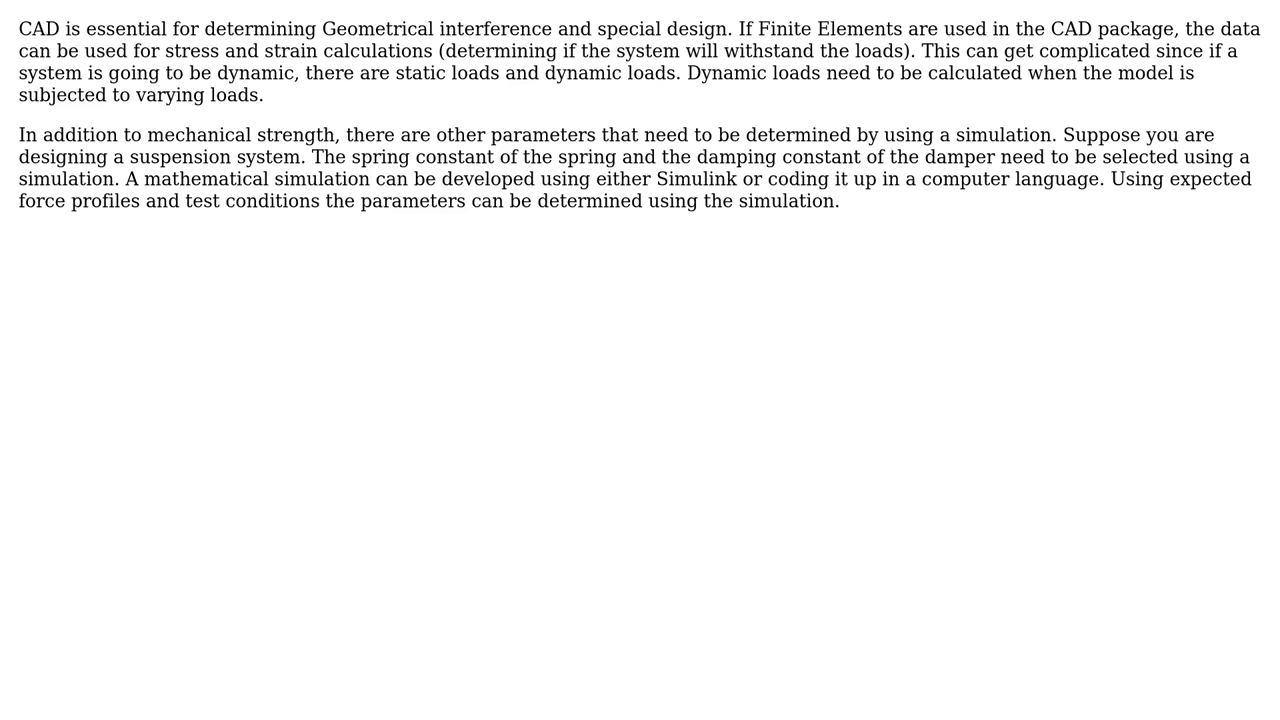 CAD is essential for determining Geometrical interference and special design. If Finite Elements are used in the CAD package, the data
can be used for stress and strain calculations (determining if the system will withstand the loads). This can get complicated since if a
system is going to be dynamic, there are static loads and dynamic loads. Dynamic loads need to be calculated when the model is
subjected to varying loads.
In addition to mechanical strength, there are other parameters that need to be determined by using a simulation. Suppose you are
designing a suspension system. The spring constant of the spring and the damping constant of the damper need to be selected using a
simulation. A mathematical simulation can be developed using either Simulink or coding it up in a computer language. Using expected
force profiles and test conditions the parameters can be determined using the simulation.